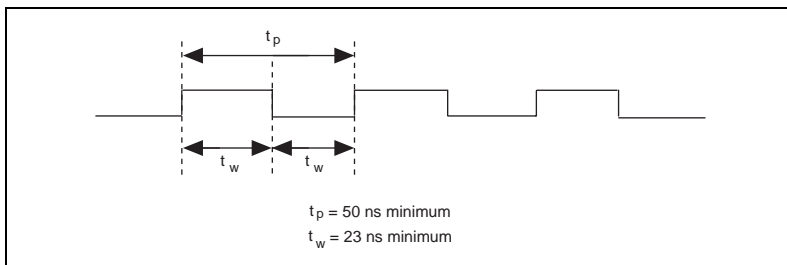 t p
t w t w
t p = 50 ns minimum
t w = 23 ns minimum